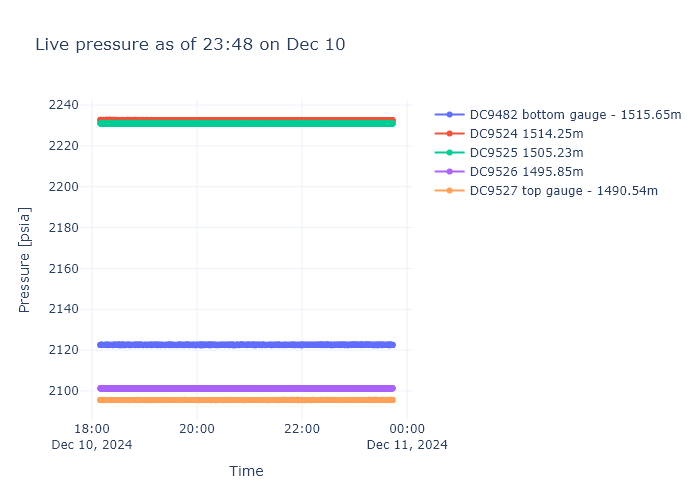 Live pressure as of 23:48 on Dec 10
2240
2220
2200
2180
2160
2140
2120
2100
Pressure [psia]
18:00
Dec 10, 2024
20:00
22:00
00:00
Dec 11, 2024
Time
DC9482 bottom gauge - 1515.65m
DC9524 1514.25m
DC9525 1505.23m
DC9526 1495.85m
DC9527 top gauge - 1490.54m